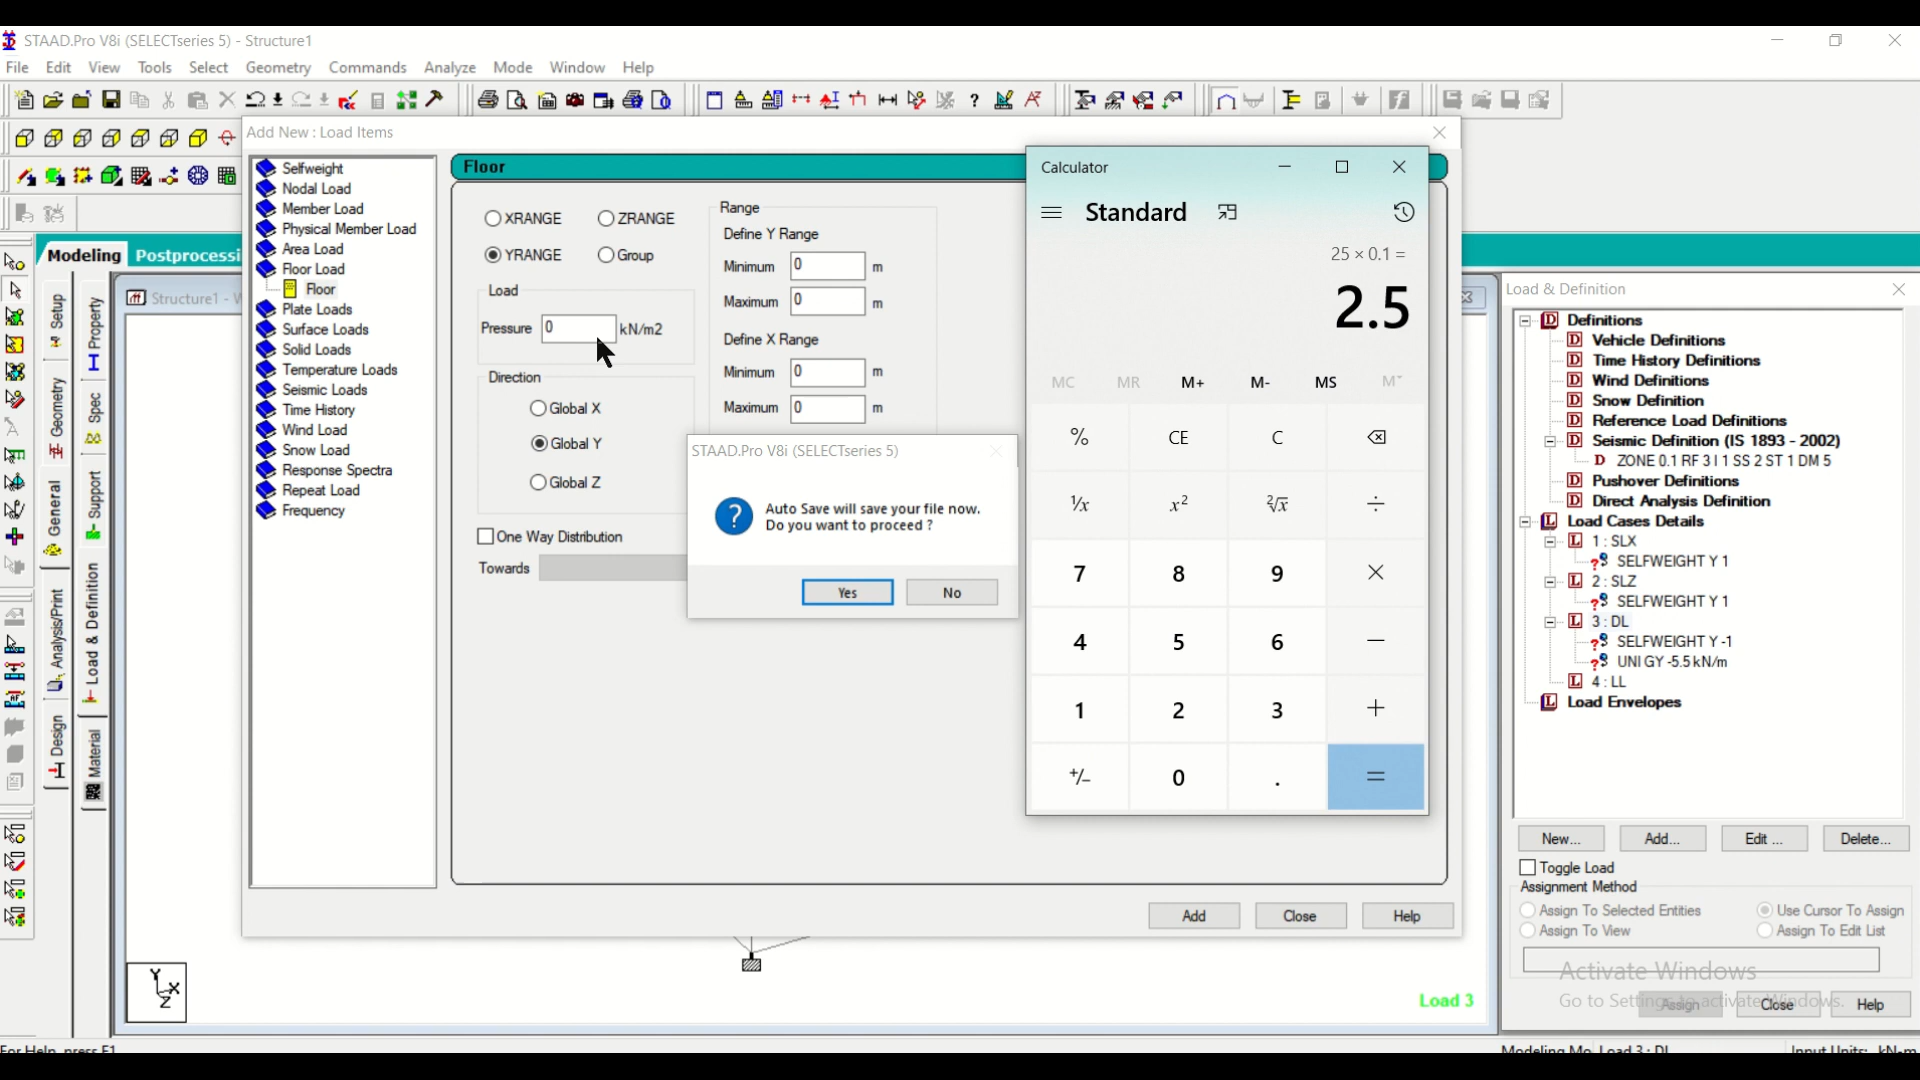 STAAD.Pro V8i (SELECTseries 5) - Structure1
File Edit View Tools Select Geometry Commands Analyze Mode Window Help
Add New : Load Items
Selfweight
Nodal Load
Member Load
Physical Member Load
Area Load
Floor Load
Floor
Plate Loads
Surface Loads
Solid Loads
Temperature Loads
Seismic Loads
Time History
Wind Load
Snow Load
Response Spectra
Repeat Load
Frequency
Floor
XRANGE ZRANGE
YRANGE Group
Load
Pressure 0 kN/m2
Direction
Global X
Global Y
Global Z
One Way Distribution
Towards
Range
Define Y Range
Minimum 0 m
Maximum 0 m
Define X Range
Minimum 0 m
Maximum 0 m
STAAD.Pro V8i (SELECTseries 5)
Auto Save will save your file now.
Do you want to proceed ?
Yes No
Calculator
Standard
25 × 0.1 =
2.5
MC MR M+ M- MS M˅
% CE C
⅟x x² ²√x ÷
7 8 9 ×
4 5 6 −
1 2 3 +
+/− 0 . =
Add Close Help
Modeling Postprocessi
Structure1 - W
Setup
Geometry
General
Analysis/Print
Design
Property
Spec
Support
Load & Definition
Material
Y
X
Z
Load 3
Load & Definition
Definitions
Vehicle Definitions
Time History Definitions
Wind Definitions
Snow Definition
Reference Load Definitions
Seismic Definition (IS 1893 - 2002)
ZONE 0.1 RF 3 I 1 SS 2 ST 1 DM 5
Pushover Definitions
Direct Analysis Definition
Load Cases Details
1 : SLX
SELFWEIGHT Y 1
2 : SLZ
SELFWEIGHT Y 1
3 : DL
SELFWEIGHT Y -1
UNI GY -5.5 kN/m
4 : LL
Load Envelopes
New... Add... Edit ... Delete...
Toggle Load
Assignment Method
Assign To Selected Entities Use Cursor To Assign
Assign To View Assign To Edit List
Activate Windows
Go to Settings to activate Windows.
Assign Close Help
For Help, press F1
Modeling Mo Load 3 : DL Input Units: kN-m